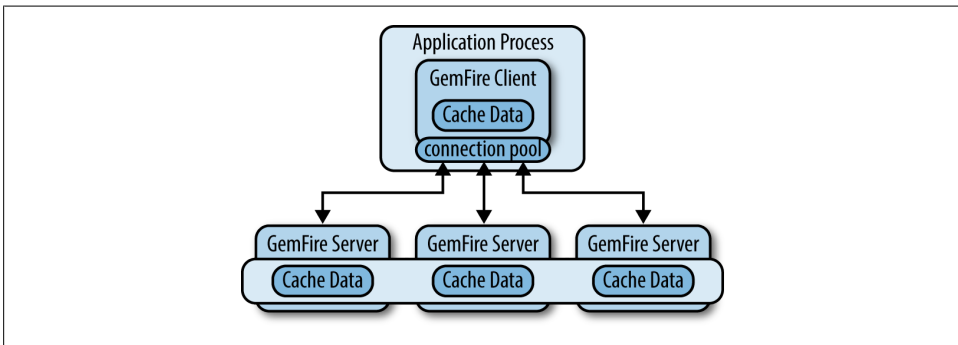 Application Process
GemFire Client
Cache Data
connection pool
GemFire Server
GemFire Server
GemFire Server
Cache Data
Cache Data
Cache Data